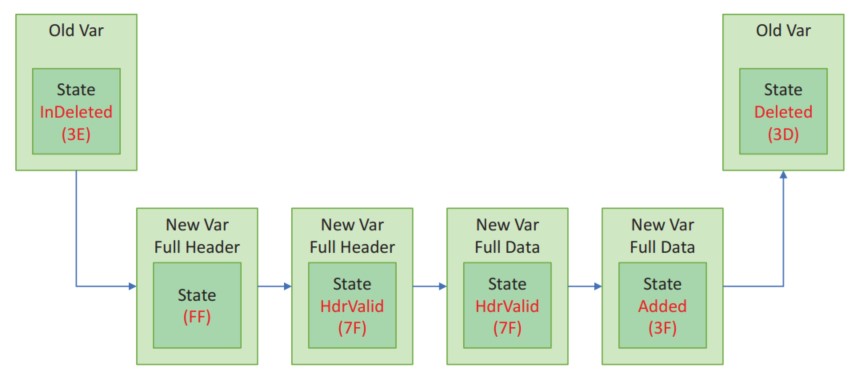 Old Var
State
InDeleted
(3E)
New Var
Full Header
State
(FF)
New Var
Full Header
State
HdrValid
(7F)
New Var
Full Data
State
HdrValid
(7F)
New Var
Full Data
State
Added
(3F)
Old Var
State
Deleted
(3D)